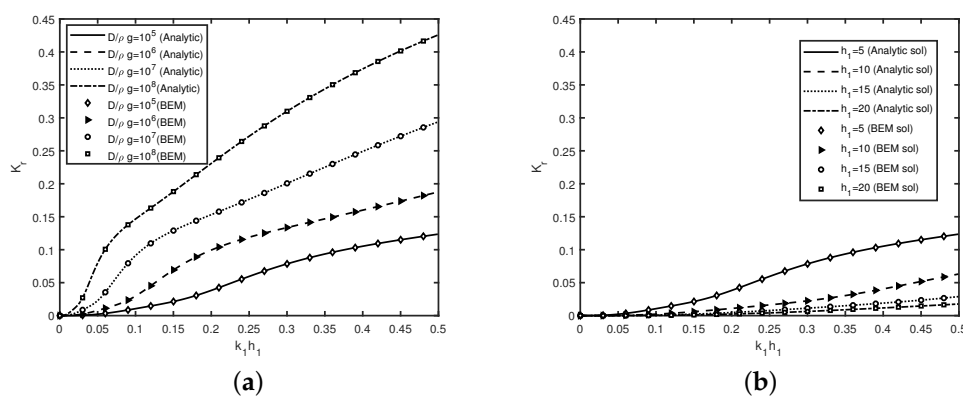 0.45
0.4
0.35
0.3
0.25
0.2
0.15
0.1
0.05
0
K_r
D/ρ g=10^5 (Analytic)
D/ρ g=10^6 (Analytic)
D/ρ g=10^7 (Analytic)
D/ρ g=10^8 (Analytic)
D/ρ g=10^5(BEM)
D/ρ g=10^6(BEM)
D/ρ g=10^7(BEM)
D/ρ g=10^8(BEM)
0 0.05 0.1 0.15 0.2 0.25 0.3 0.35 0.4 0.45 0.5
k_1h_1
(a)
0.45
0.4
0.35
0.3
0.25
0.2
0.15
0.1
0.05
0
K_r
h_1=5 (Analytic sol)
h_1=10 (Analytic sol)
h_1=15 (Analytic sol)
h_1=20 (Analytic sol)
h_1=5 (BEM sol)
h_1=10 (BEM sol)
h_1=15 (BEM sol)
h_1=20 (BEM sol)
0 0.05 0.1 0.15 0.2 0.25 0.3 0.35 0.4 0.45 0.5
k_1h_1
(b)